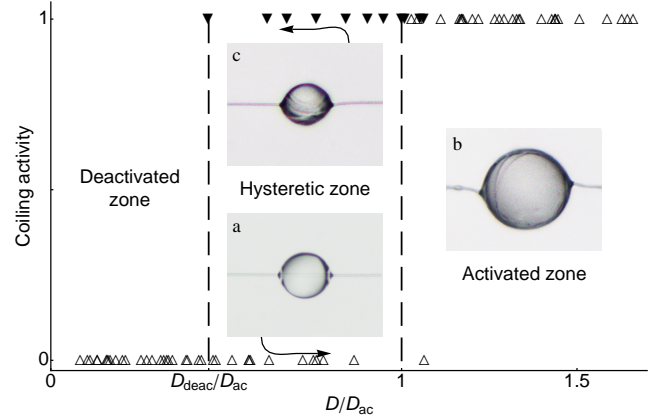 1
c
b
Coiling activity
Deactivated
zone
Hysteretic zone
a
Activated zone
0
0
D_deac/D_ac
1
1.5
D/D_ac